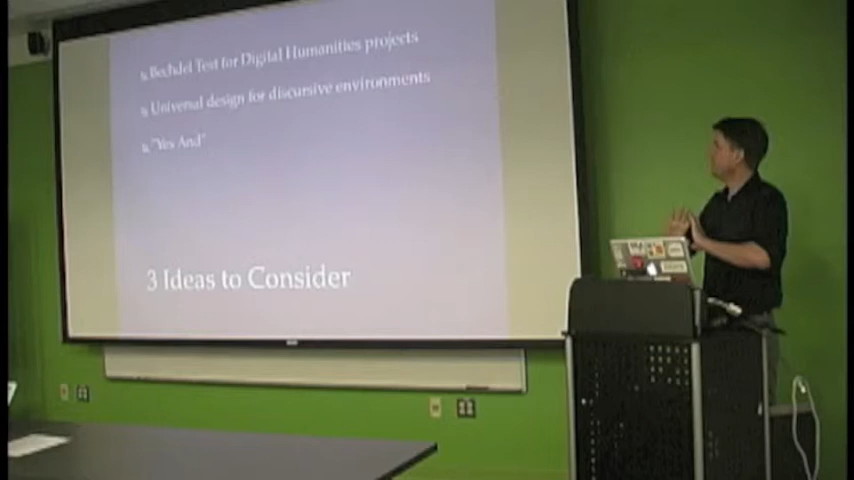 Bechdel Test for Digital Humanities projects
Universal design for discursive environments
"Yes And"
3 Ideas to Consider